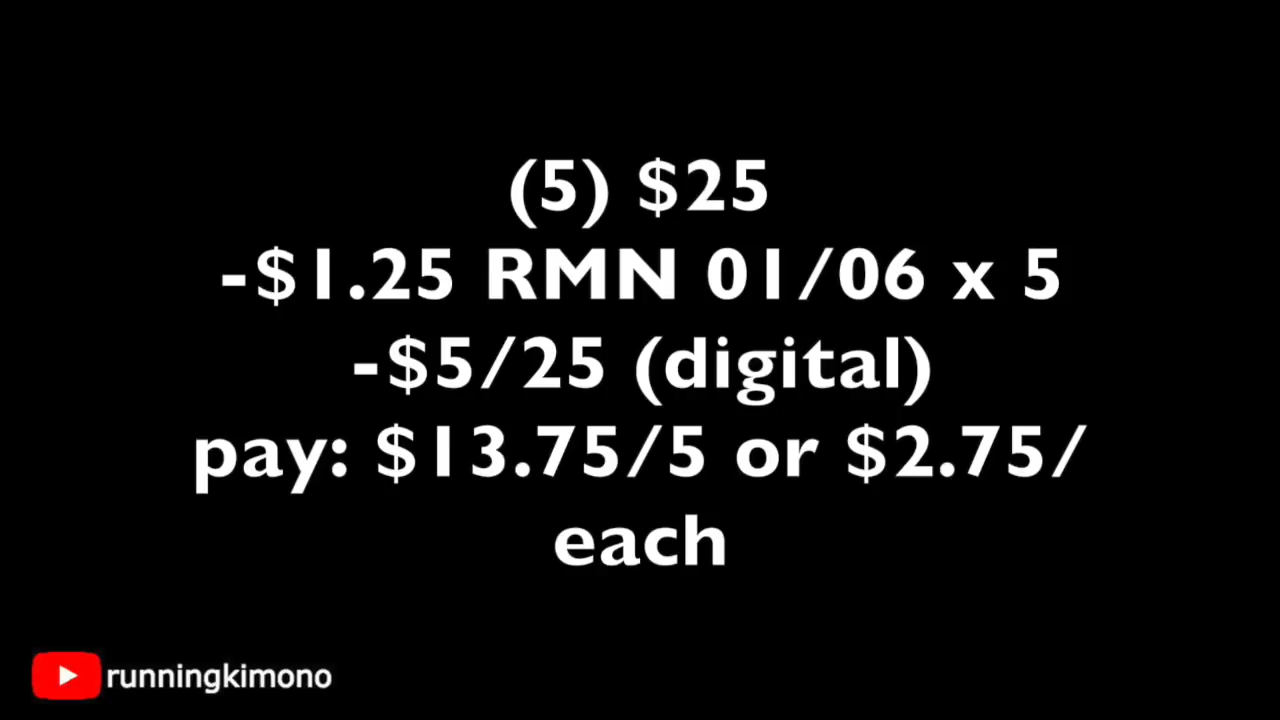 (5) $25
-$1.25 RMN 01/06 x 5
-$5/25 (digital)
pay: $13.75/5 or $2.75/
each
runningkimono